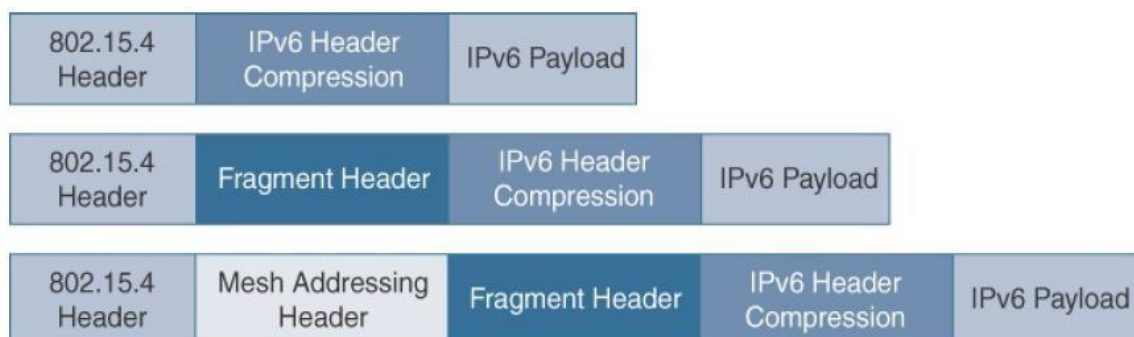 802.15.4 Header
IPv6 Header Compression
IPv6 Payload
802.15.4 Header
Fragment Header
IPv6 Header Compression
IPv6 Payload
802.15.4 Header
Mesh Addressing Header
Fragment Header
IPv6 Header Compression
IPv6 Payload